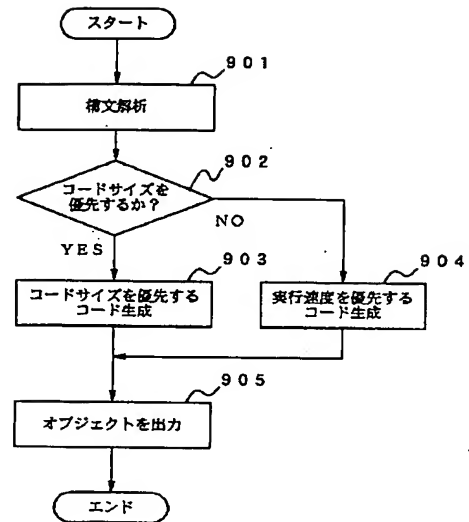 スタート
901
構文解析
902
コードサイズを
優先するか？
NO
YES
903
コードサイズを優先する
コード生成
904
実行速度を優先する
コード生成
905
オブジェクトを出力
エンド